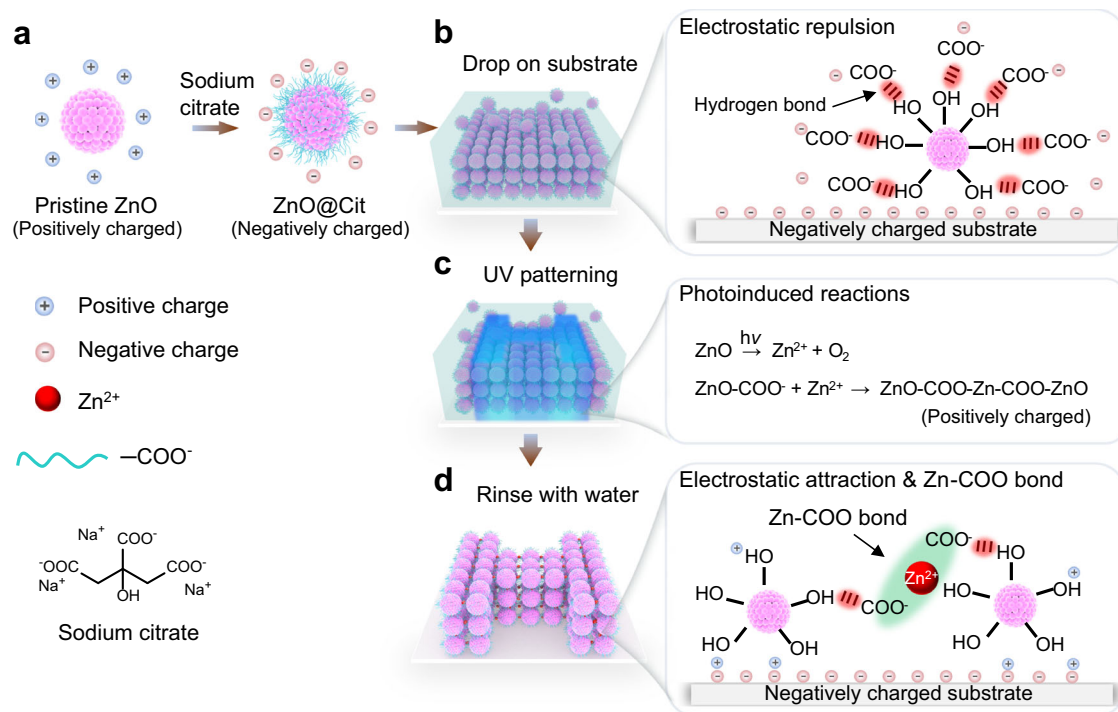 a
Sodium
citrate
Pristine ZnO
(Positively charged)
ZnO@Cit
(Negatively charged)
Positive charge
Negative charge
Zn²⁺
—COO⁻
Na⁺
COO⁻
⁻OOC
COO⁻
Na⁺
Na⁺
OH
Sodium citrate
b
Drop on substrate
Electrostatic repulsion
Hydrogen bond
COO⁻
COO⁻
COO⁻
HO
OH
OH
COO⁻
HO
OH
COO⁻
COO⁻
HO
OH
COO⁻
Negatively charged substrate
c
UV patterning
Photoinduced reactions
hv
ZnO → Zn²⁺ + O₂
ZnO-COO⁻ + Zn²⁺ → ZnO-COO-Zn-COO-ZnO
(Positively charged)
d
Rinse with water
Electrostatic attraction & Zn-COO bond
Zn-COO bond
COO⁻
HO
HO
HO
OH
COO⁻
Zn²⁺
HO
OH
HO
OH
HO
OH
Negatively charged substrate